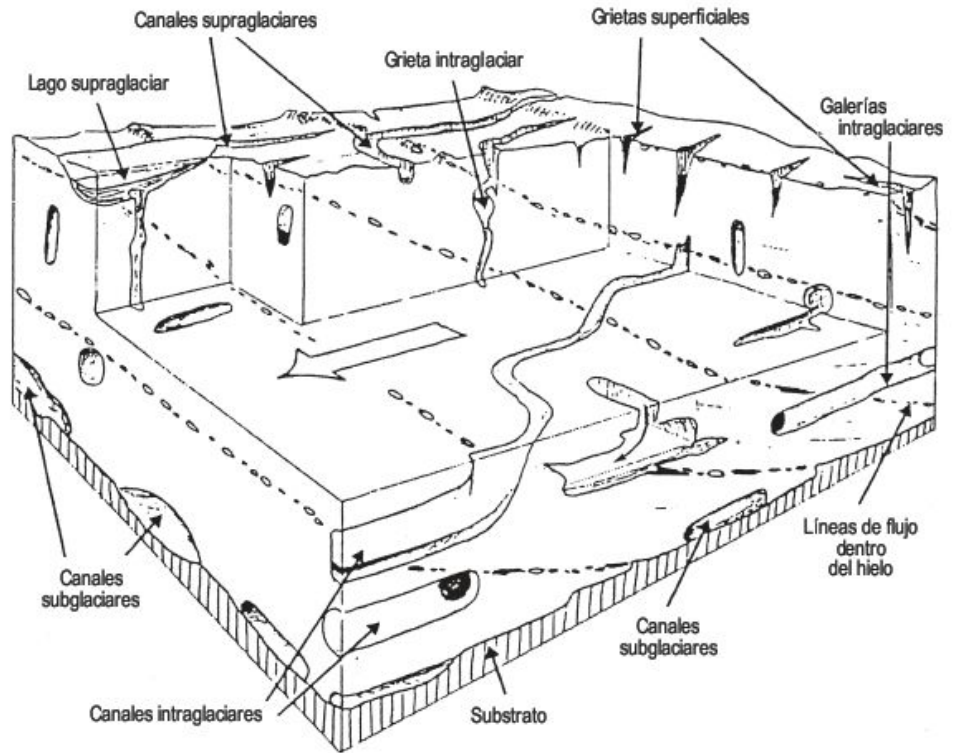 Canales supraglaciares
Grietas superficiales
Lago supraglaciar
Grieta intraglaciar
Galerías
intraglaciares
Líneas de flujo
dentro
del hielo
Canales
subglaciares
Canales
subglaciares
Canales intraglaciares
Substrato